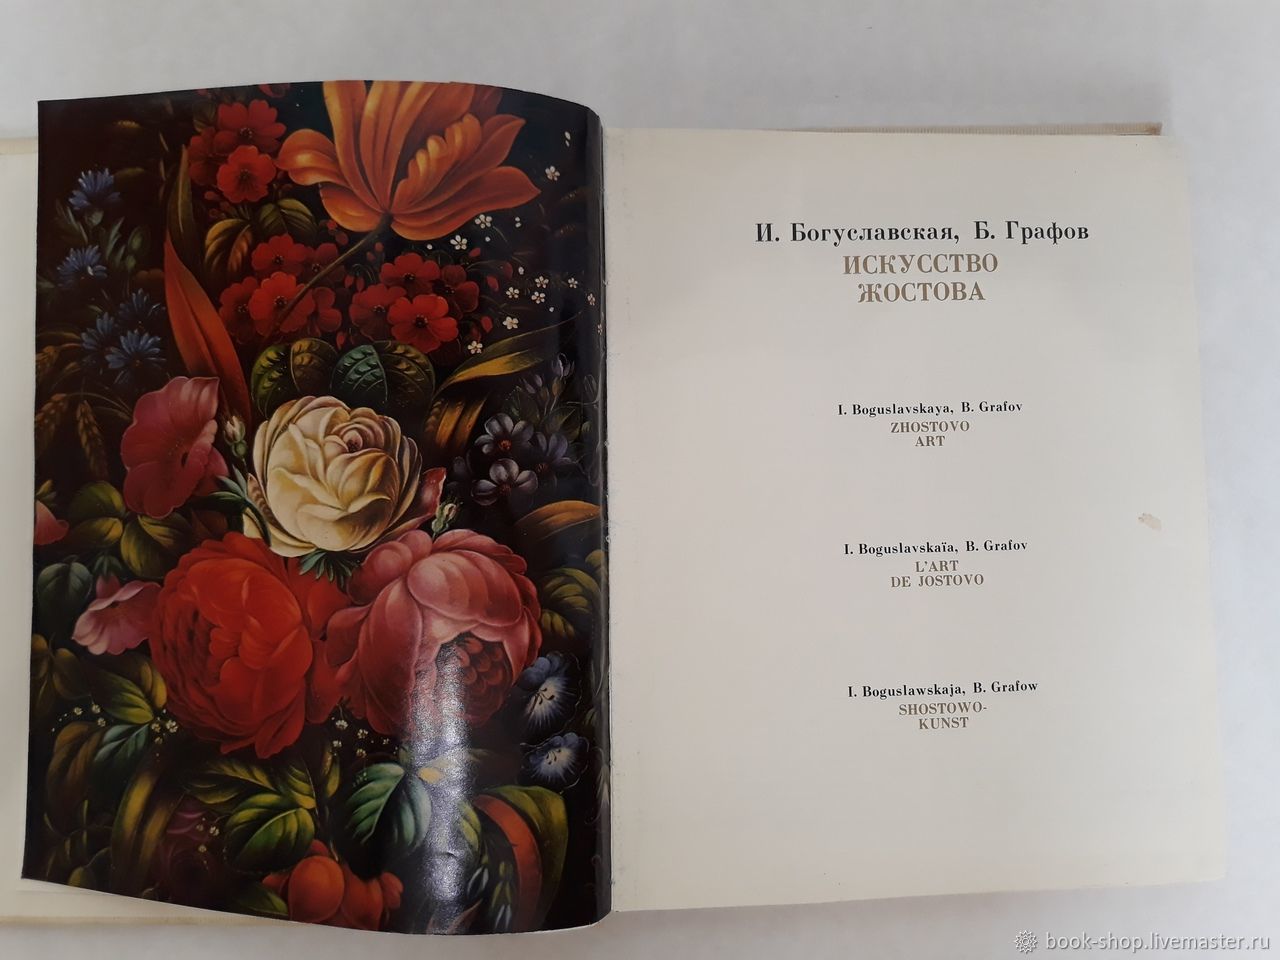 И. Богуславская, Б. Графов
ИСКУССТВО
ЖОСТОВА
I. Boguslavskaya, B. Grafov
ZHOSTOVO
ART
I. Boguslavskaïa, B. Grafov
L'ART
DE JOSTOVO
I. Boguslawskaja, B. Grafow
SHOSTOWO-
KUNST
book-shop.livemaster.ru